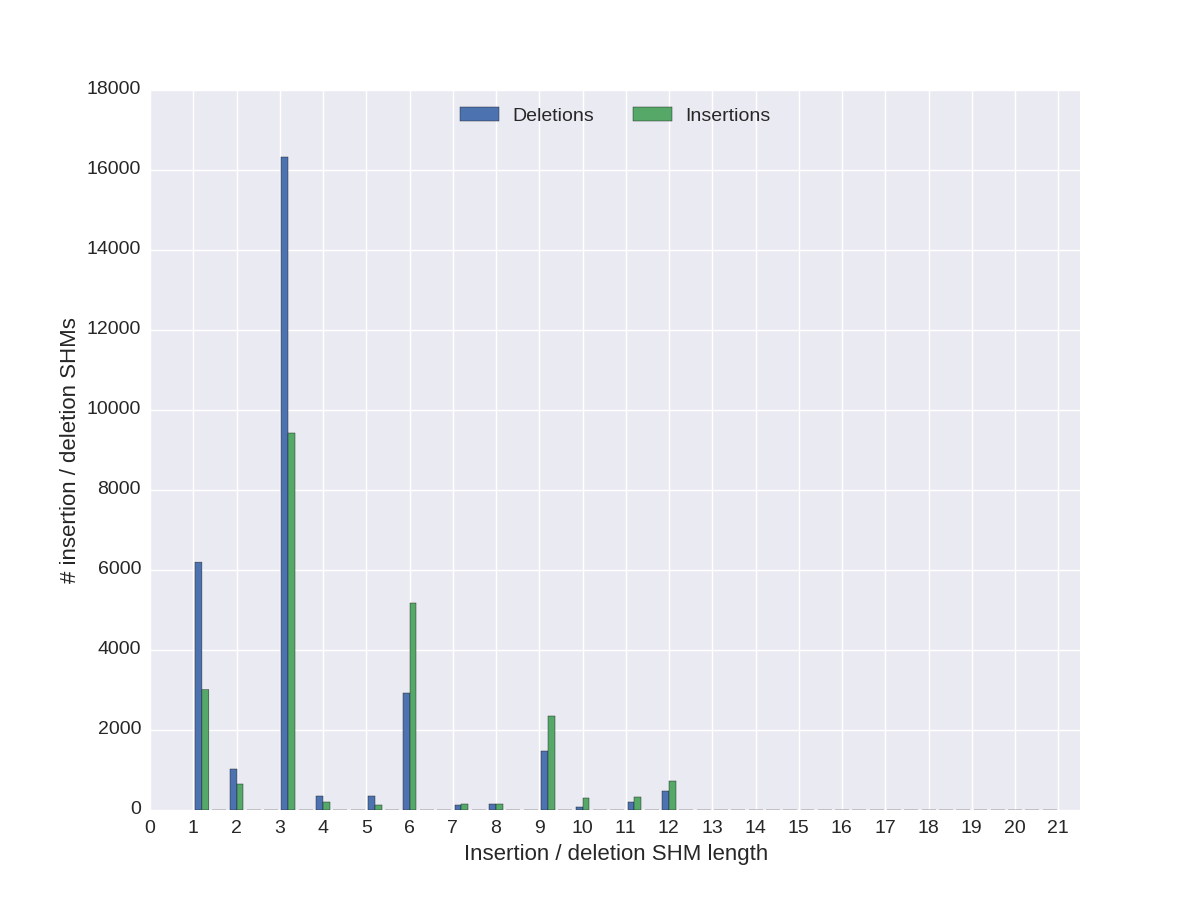 18000
16000
14000
12000
10000
8000
6000
4000
2000
0
# insertion / deletion SHMs
Deletions Insertions
0 1 2 3 4 5 6 7 8 9 10 11 12 13 14 15 16 17 18 19 20 21
Insertion / deletion SHM length